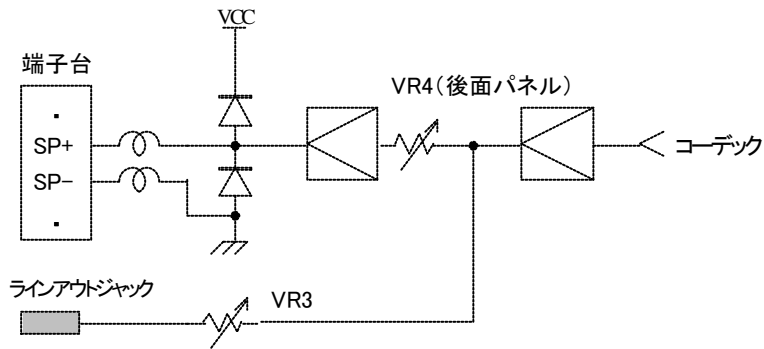 VCC
端子台
VR4(後面パネル)
SP+
コーデック
SP−
ラインアウトジャック
VR3